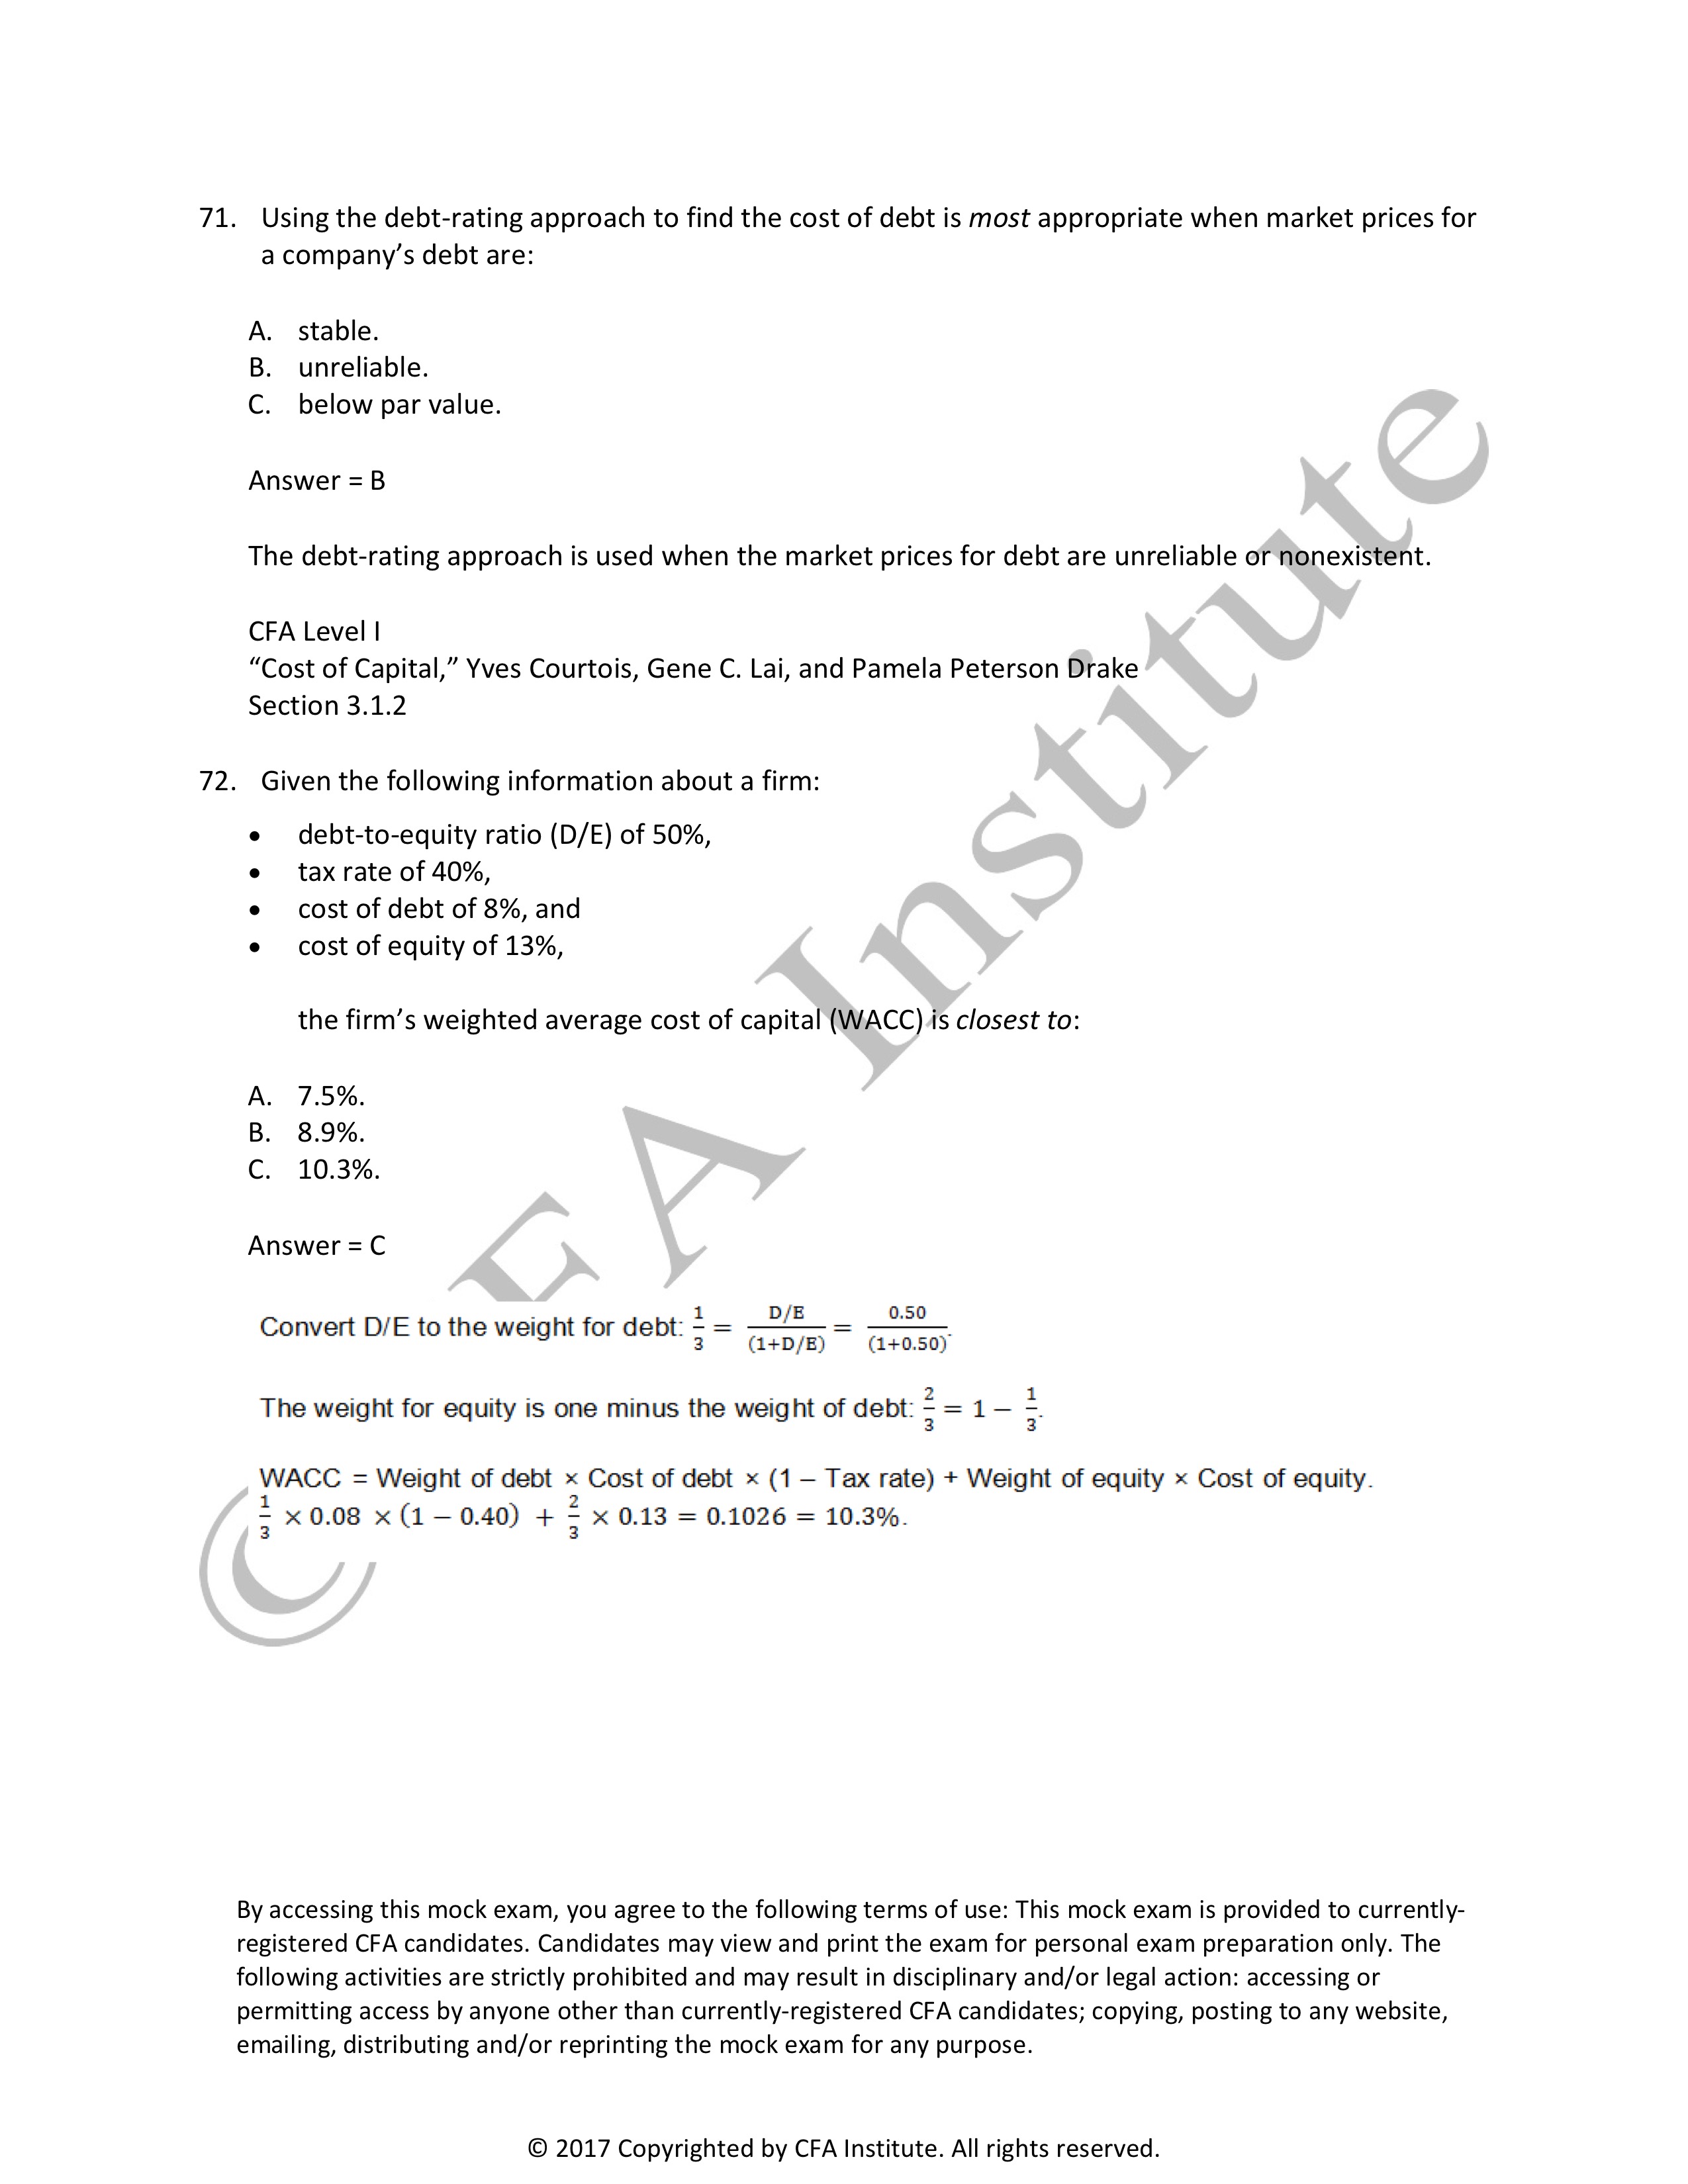 71. Using the debt-rating approach to find the cost of debt is most appropriate when market prices for
a company’s debt are:
A. stable.
B. unreliable.
C. below par value.
Answer = B
The debt-rating approach is used when the market prices for debt are unreliable or nonexistent.
CFA Level I
“Cost of Capital,” Yves Courtois, Gene C. Lai, and Pamela Peterson Drake
Section 3.1.2
72. Given the following information about a firm:
• debt-to-equity ratio (D/E) of 50%,
• tax rate of 40%,
• cost of debt of 8%, and
• cost of equity of 13%,
the firm’s weighted average cost of capital (WACC) is closest to:
A. 7.5%.
B. 8.9%.
C. 10.3%.
Answer = C
Convert D/E to the weight for debt: 1/3 = D/E / (1+D/E) = 0.50 / (1+0.50).
The weight for equity is one minus the weight of debt: 2/3 = 1 – 1/3.
WACC = Weight of debt × Cost of debt × (1 – Tax rate) + Weight of equity × Cost of equity.
1/3 × 0.08 × (1 – 0.40) + 2/3 × 0.13 = 0.1026 = 10.3%.
© FA Institute
By accessing this mock exam, you agree to the following terms of use: This mock exam is provided to currently-
registered CFA candidates. Candidates may view and print the exam for personal exam preparation only. The
following activities are strictly prohibited and may result in disciplinary and/or legal action: accessing or
permitting access by anyone other than currently-registered CFA candidates; copying, posting to any website,
emailing, distributing and/or reprinting the mock exam for any purpose.
© 2017 Copyrighted by CFA Institute. All rights reserved.